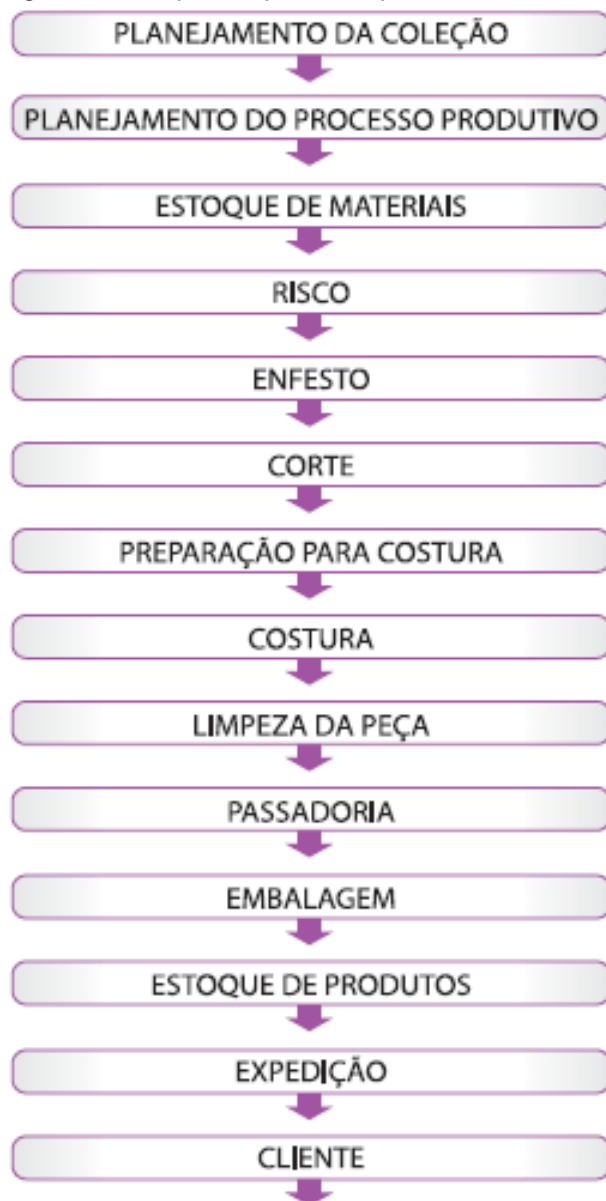 PLANEJAMENTO DA COLEÇÃO
PLANEJAMENTO DO PROCESSO PRODUTIVO
ESTOQUE DE MATERIAIS
RISCO
ENFESTO
CORTE
PREPARAÇÃO PARA COSTURA
COSTURA
LIMPEZA DA PEÇA
PASSADORIA
EMBALAGEM
ESTOQUE DE PRODUTOS
EXPEDIÇÃO
CLIENTE